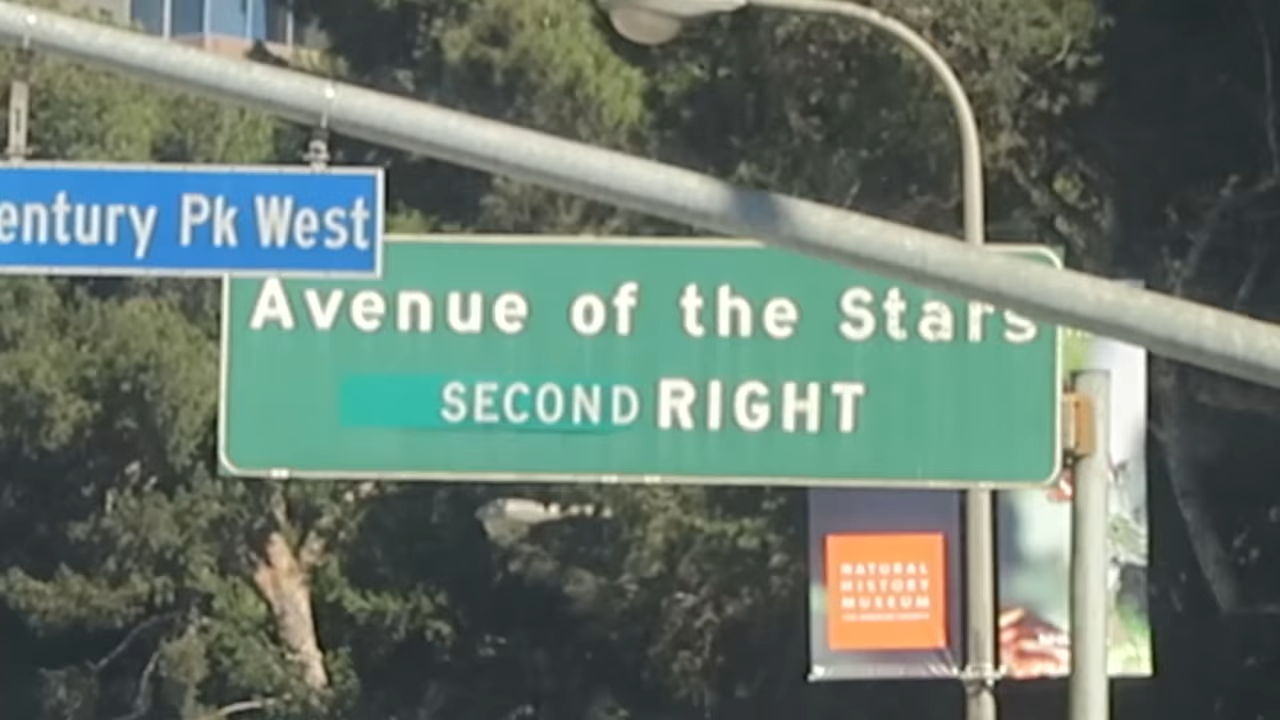 entury Pk West
Avenue of the Stars
SECOND RIGHT
NATURAL
HISTORY
MUSEUM